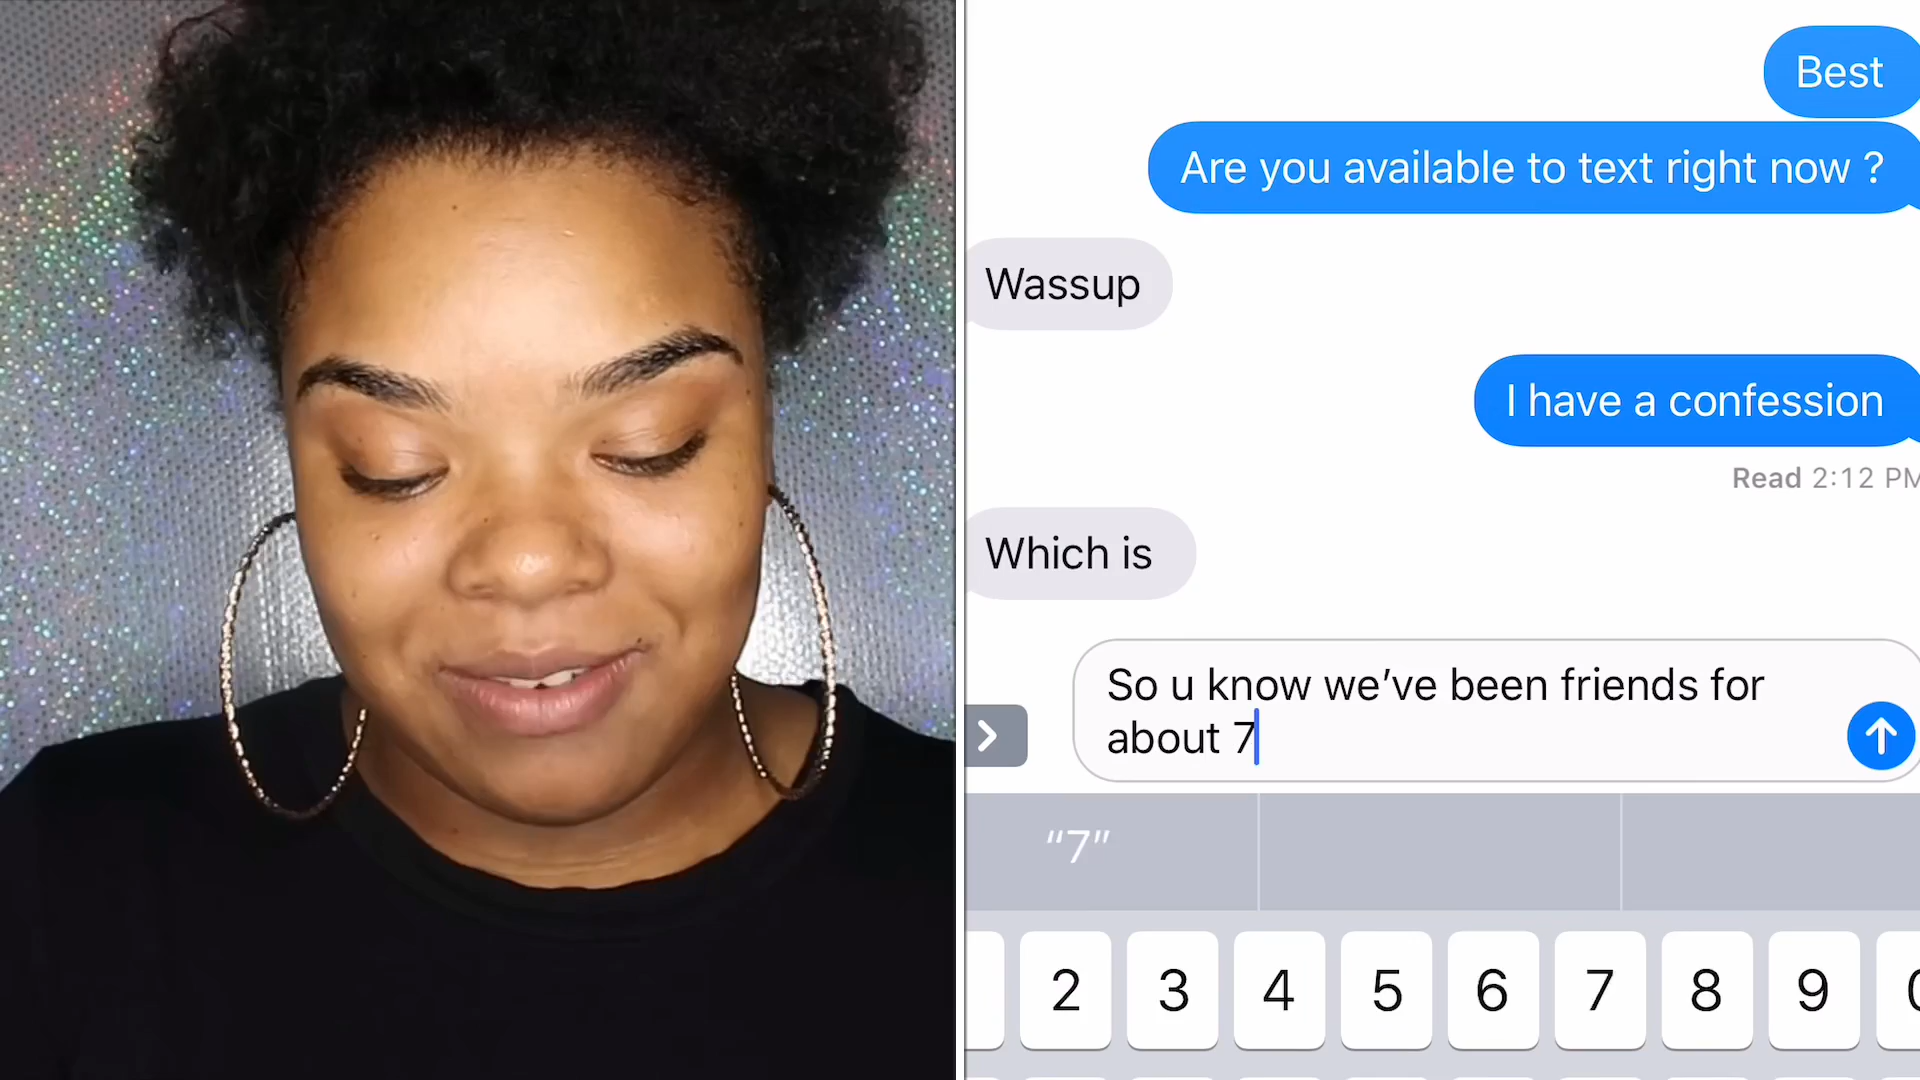 Best
Are you available to text right now ?
Wassup
I have a confession
Read 2:12 PM
Which is
So u know we’ve been friends for
about 7
“7”
2 3 4 5 6 7 8 9 0